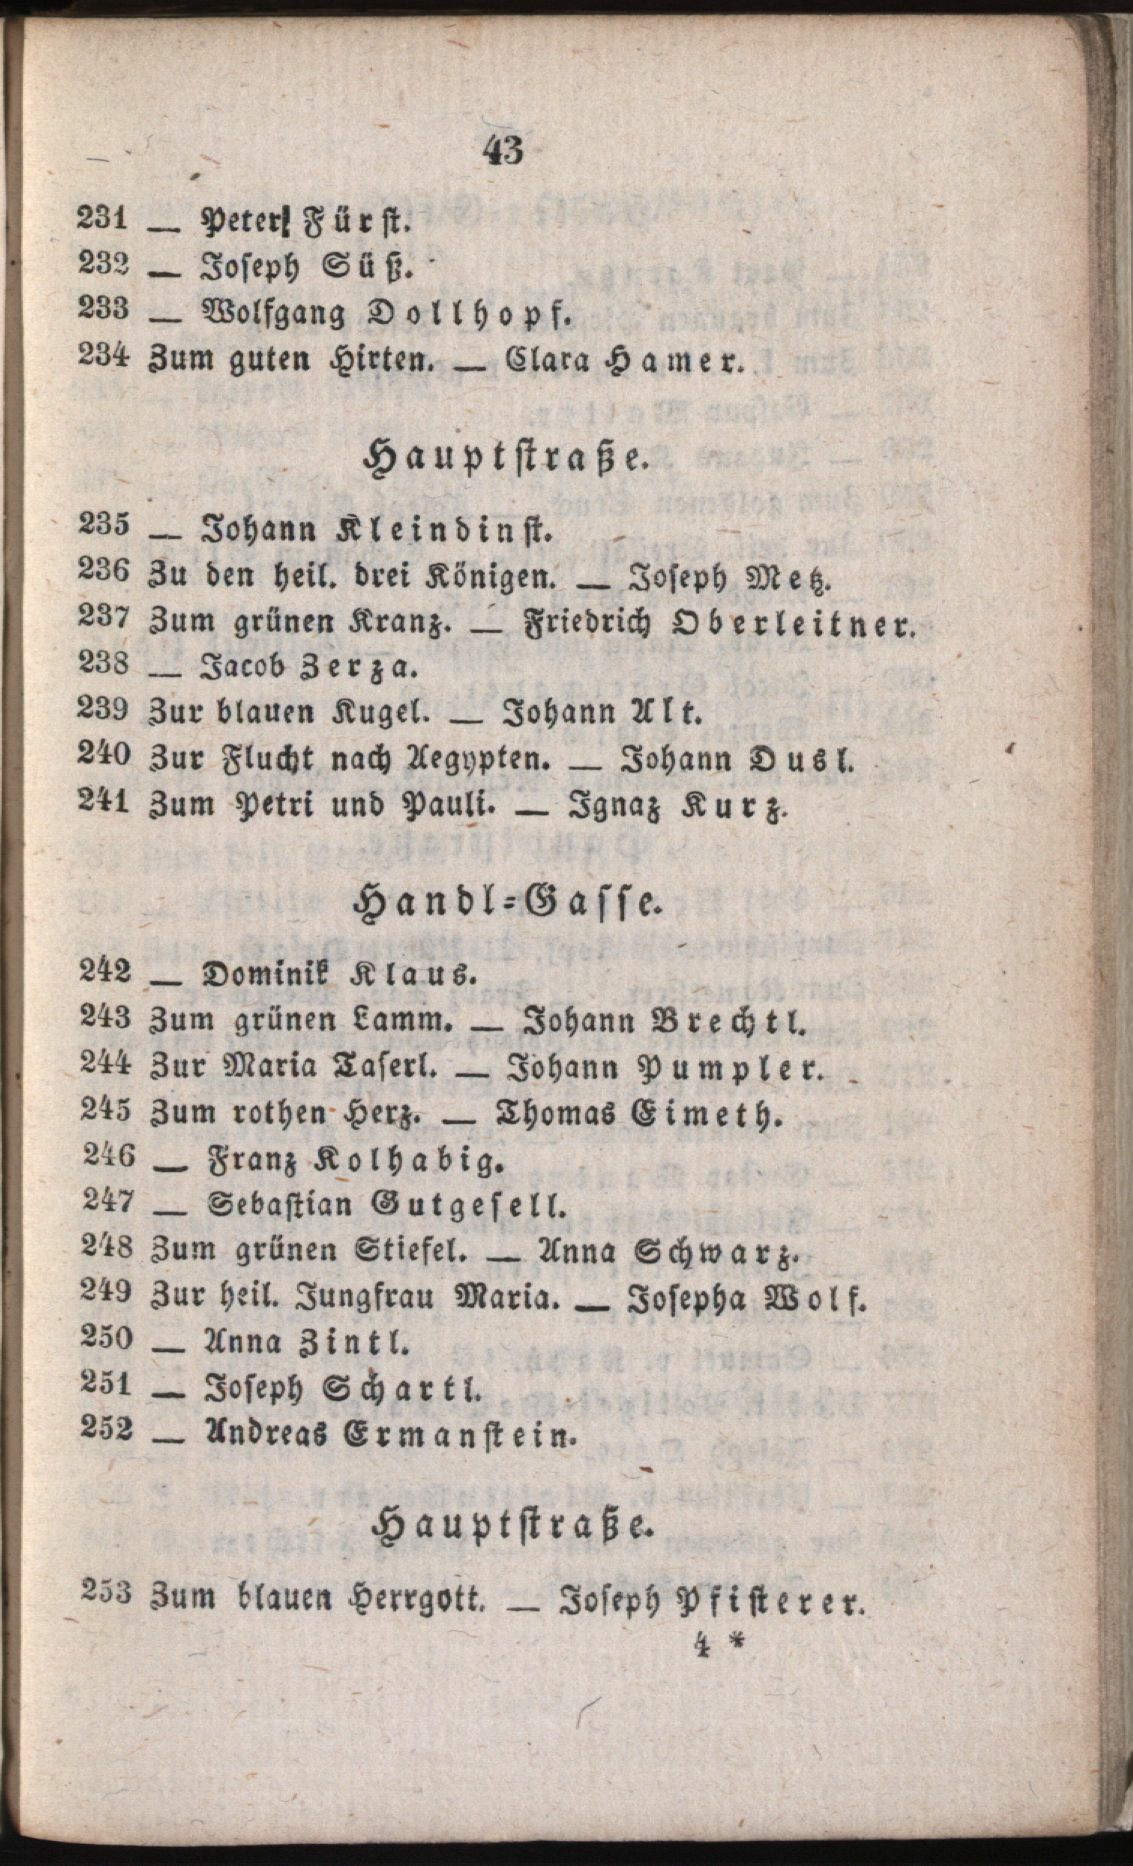 43
231 — Peter Fürst.
232 — Joseph Süß.
233 — Wolfgang Dollhopf.
234 Zum guten Hirten. — Clara Hamer.
Hauptstraße.
235 — Johann Kleindinst.
236 Zu den heil. drei Königen. — Joseph Metz.
237 Zum grünen Kranz. — Friedrich Oberleitner.
238 — Jacob Zerza.
239 Zur blauen Kugel. — Johann Alt.
240 Zur Flucht nach Aegypten. — Johann Dusl.
241 Zum Petri und Pauli. — Ignaz Kurz.
Handl-Gasse.
242 — Dominik Klaus.
243 Zum grünen Lamm. — Johann Brechtl.
244 Zur Maria Taferl. — Johann Pumpler.
245 Zum rothen Herz. — Thomas Eimeth.
246 — Franz Kolhabig.
247 — Sebastian Gutgesell.
248 Zum grünen Stiefel. — Anna Schwarz.
249 Zur heil. Jungfrau Maria. — Josepha Wolf.
250 — Anna Zintl.
251 — Joseph Schartl.
252 — Andreas Ermanstein.
Hauptstraße.
253 Zum blauen Herrgott. — Joseph Pfisterer.
4 *